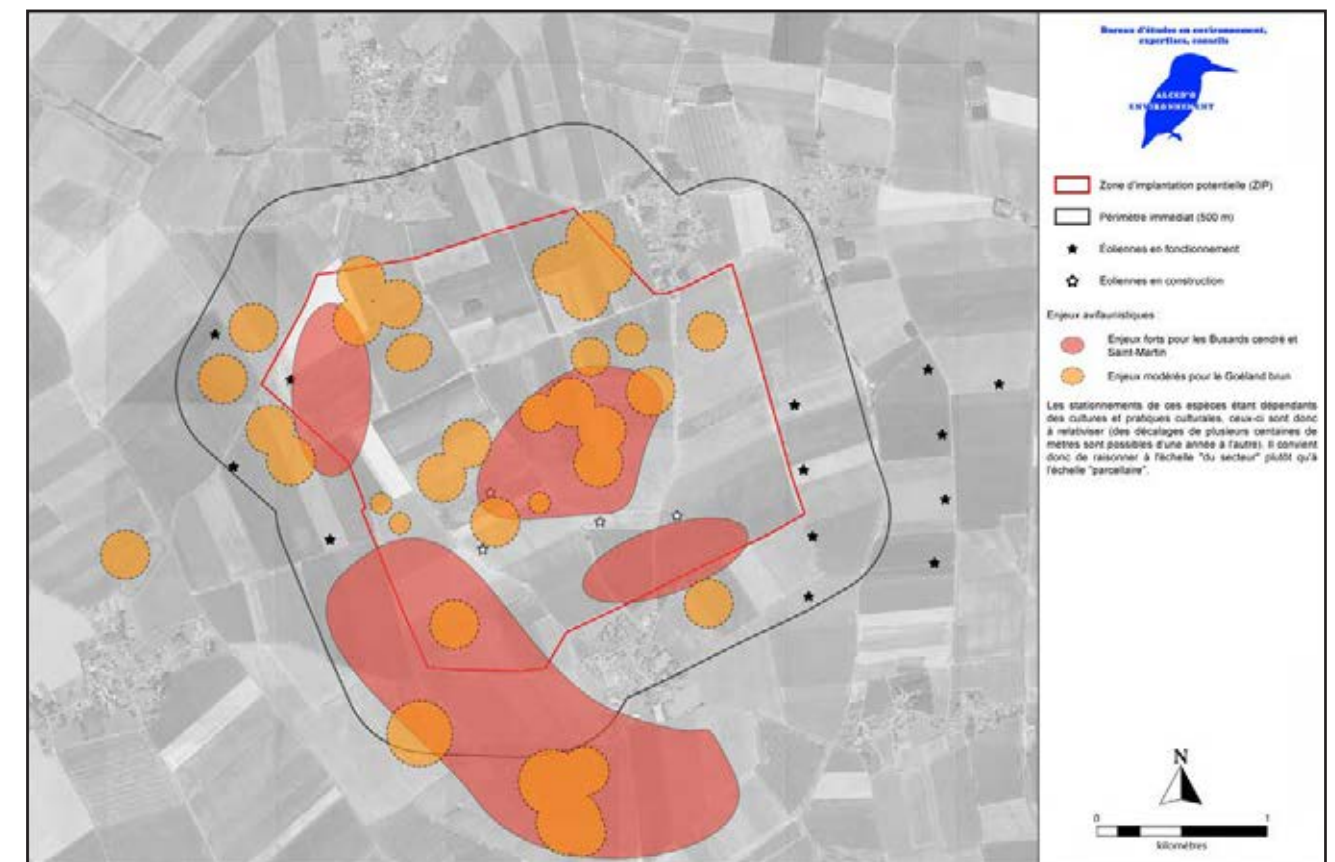 Bureau d'études en environnement,
expertises, conseils
ALCED'O
ENVIRONNEMENT
Zone d'implantation potentielle (ZIP)
Périmètre immédiat (500 m)
Éoliennes en fonctionnement
Éoliennes en construction
Enjeux avifaunistiques :
Enjeux forts pour les Busards cendré et
Saint-Martin
Enjeux modérés pour le Goéland brun
Les stationnements de ces espèces étant dépendants
des cultures et pratiques culturales, ceux-ci sont donc
à relativiser (des décalages de plusieurs centaines de
mètres sont possibles d'une année à l'autre). Il convient
donc de raisonner à l'échelle "du secteur" plutôt qu'à
l'échelle "parcellaire".
N
0 1
kilomètres